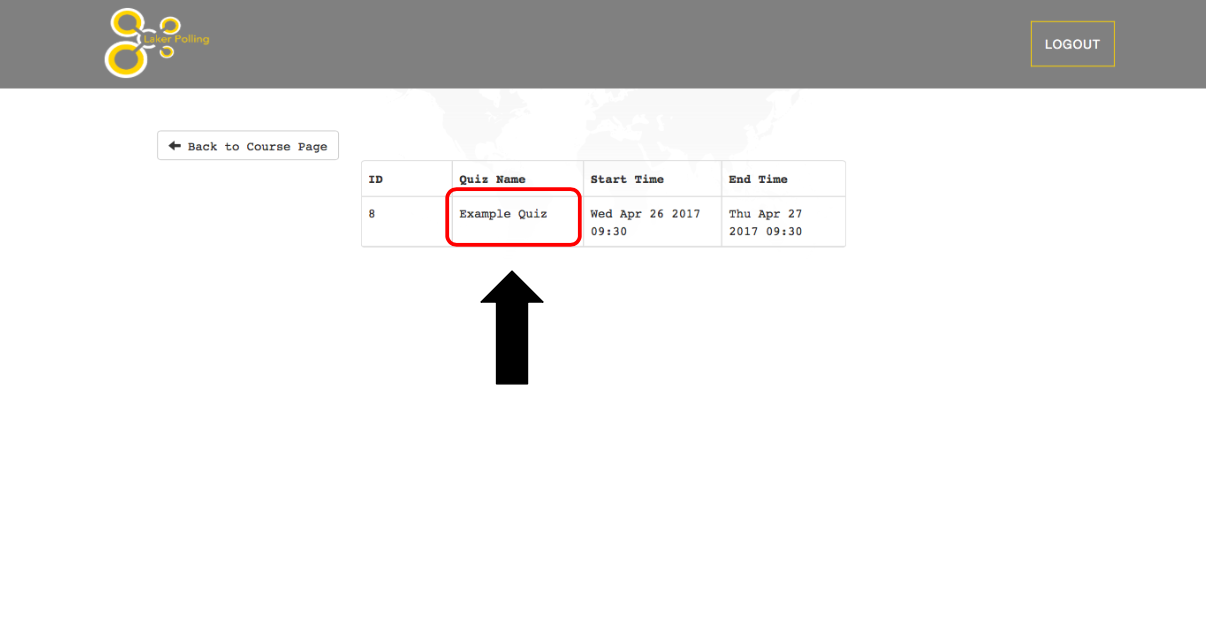 Laker Polling
LOGOUT
Back to Course Page
ID Quiz Name Start Time End Time
8 Example Quiz Wed Apr 26 2017 Thu Apr 27
09:30 2017 09:30